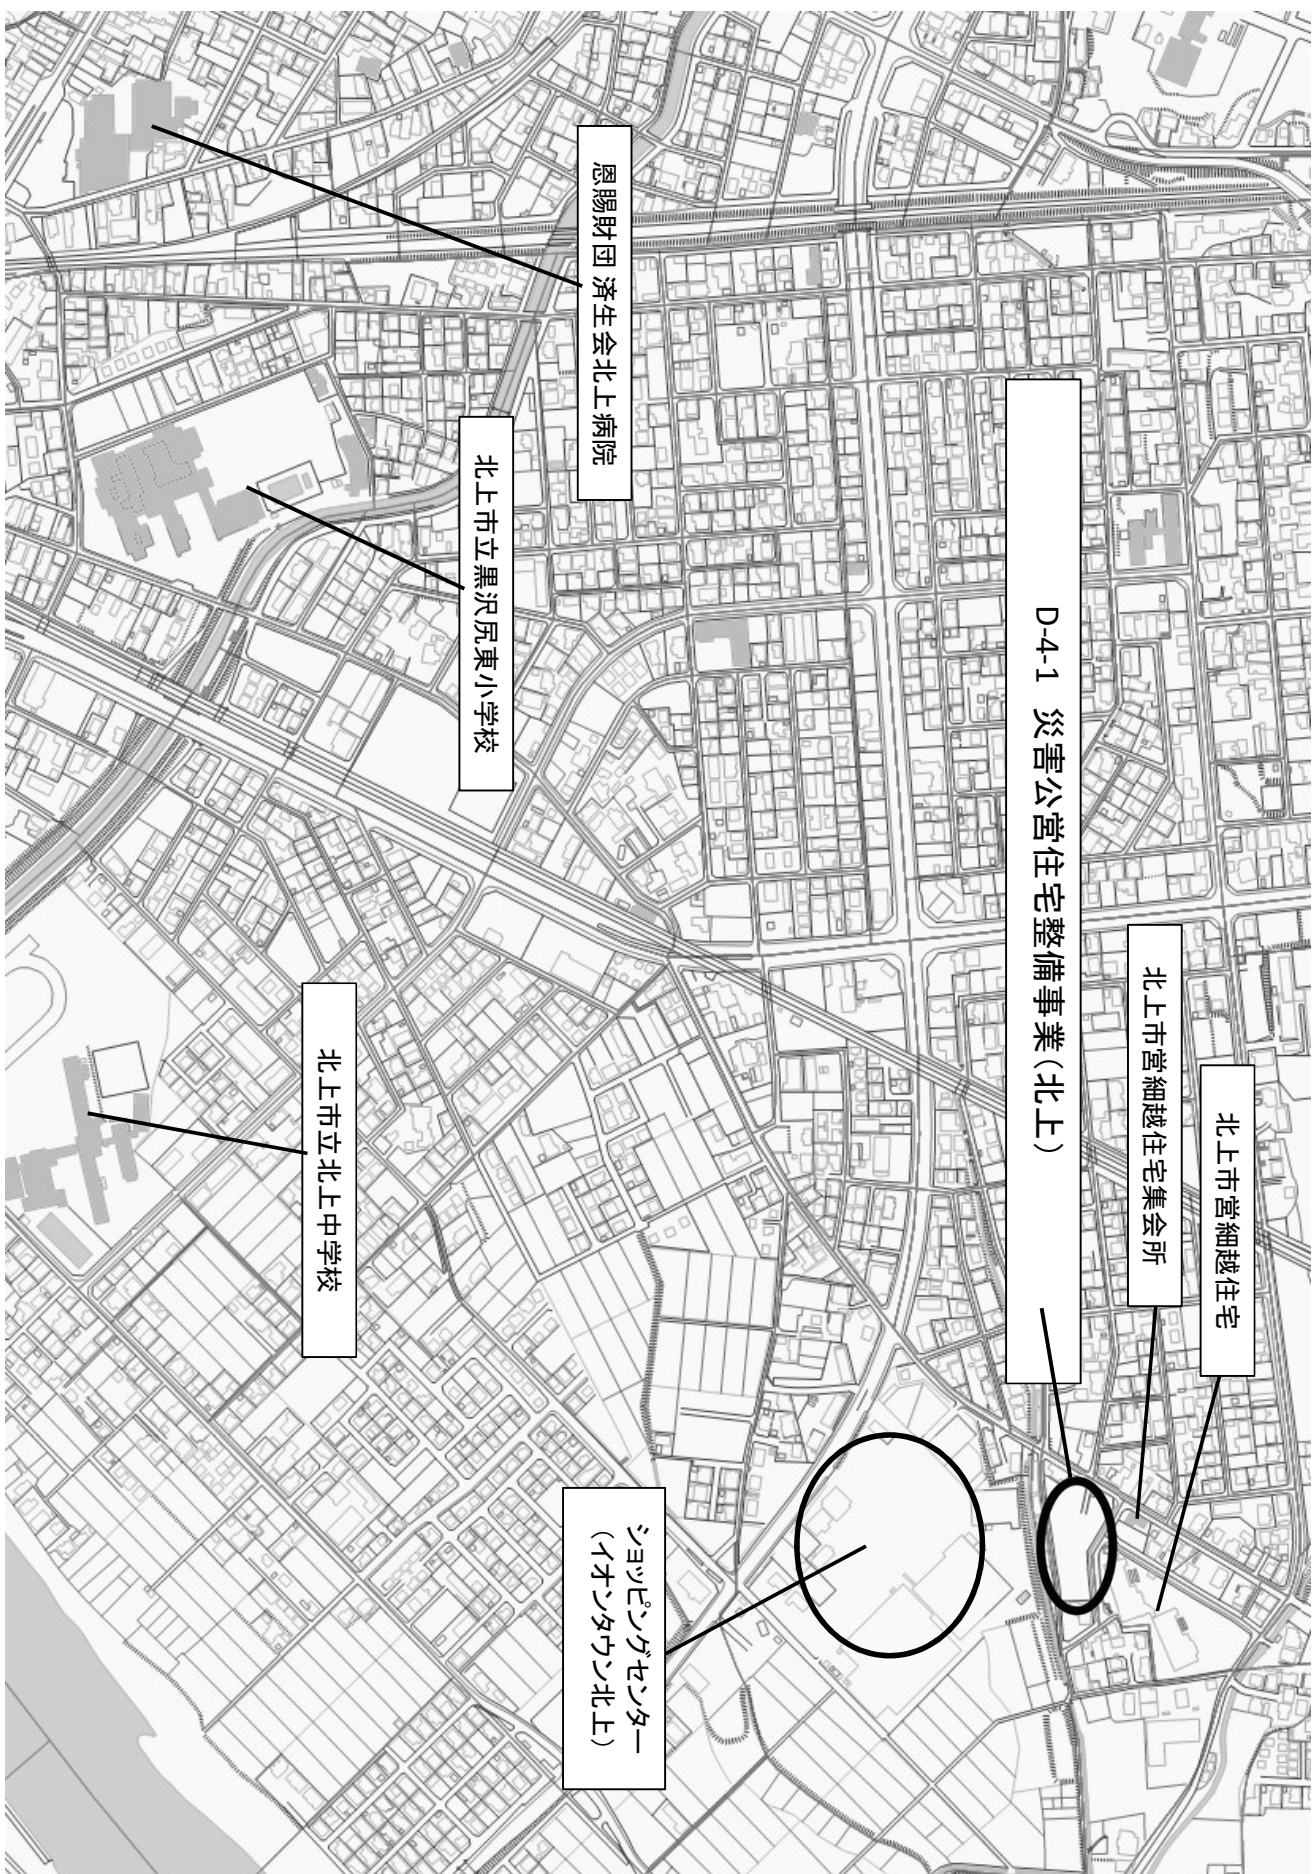 D-4-1 災害公営住宅整備事業(北上)
北上市営細越住宅
北上市営細越住宅集会所
恩賜財団 済生会北上病院
北上市立黒沢尻東小学校
ショッピングセンター
(イオンタウン北上)
北上市立北上中学校